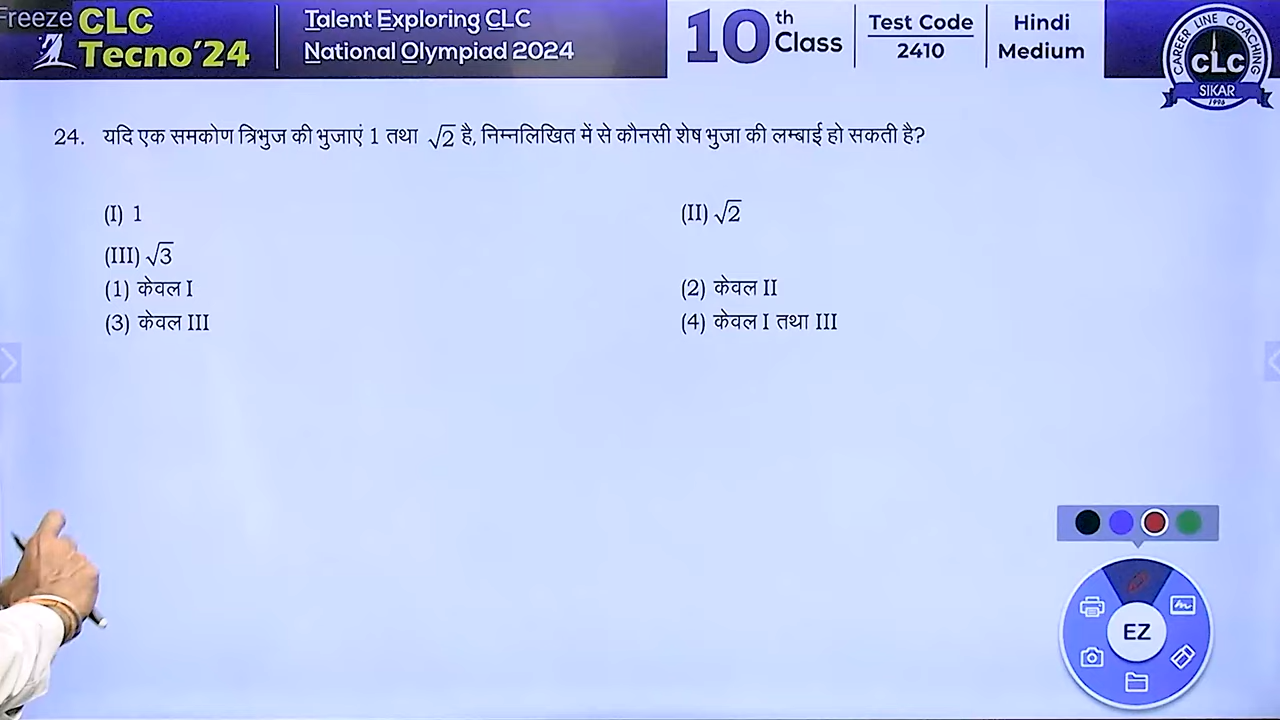 Freeze
CLC
Tecno'24
Talent Exploring CLC
National Olympiad 2024
10th Class
Test Code
2410
Hindi
Medium
CAREER LINE COACHING
CLC
SIKAR
1996
24. यदि एक समकोण त्रिभुज की भुजाएं 1 तथा √2 है, निम्नलिखित में से कौनसी शेष भुजा की लम्बाई हो सकती है?
(I) 1 (II) √2
(III) √3
(1) केवल I (2) केवल II
(3) केवल III (4) केवल I तथा III
EZ